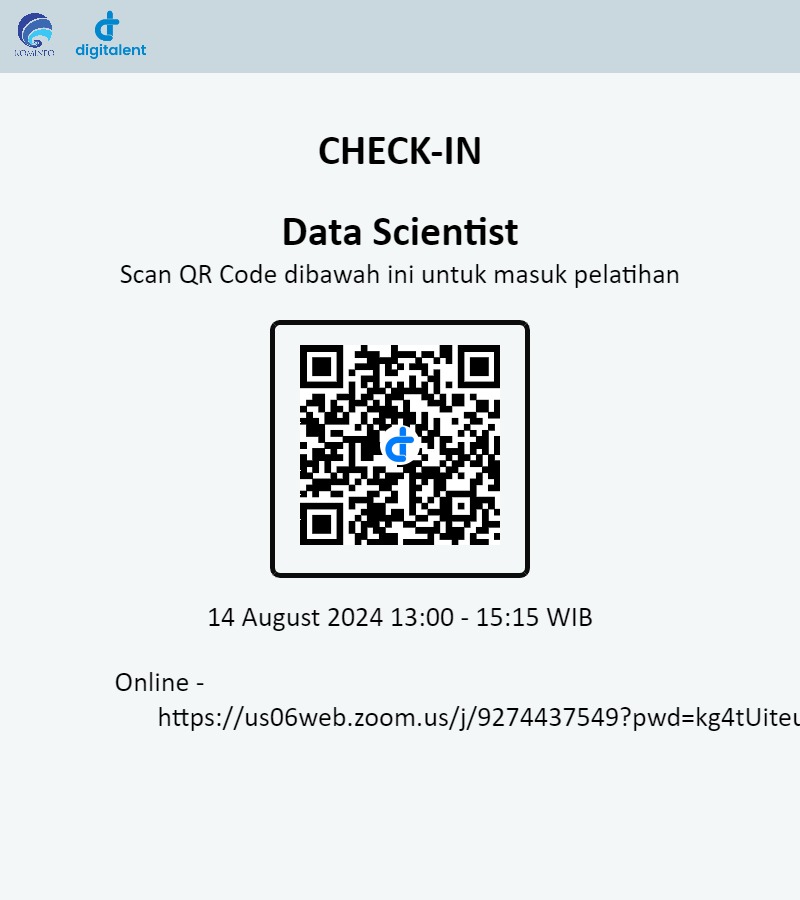 KOMINFO
digitalent
CHECK-IN
Data Scientist
Scan QR Code dibawah ini untuk masuk pelatihan
14 August 2024 13:00 - 15:15 WIB
Online -
https://us06web.zoom.us/j/9274437549?pwd=kg4tUiteu